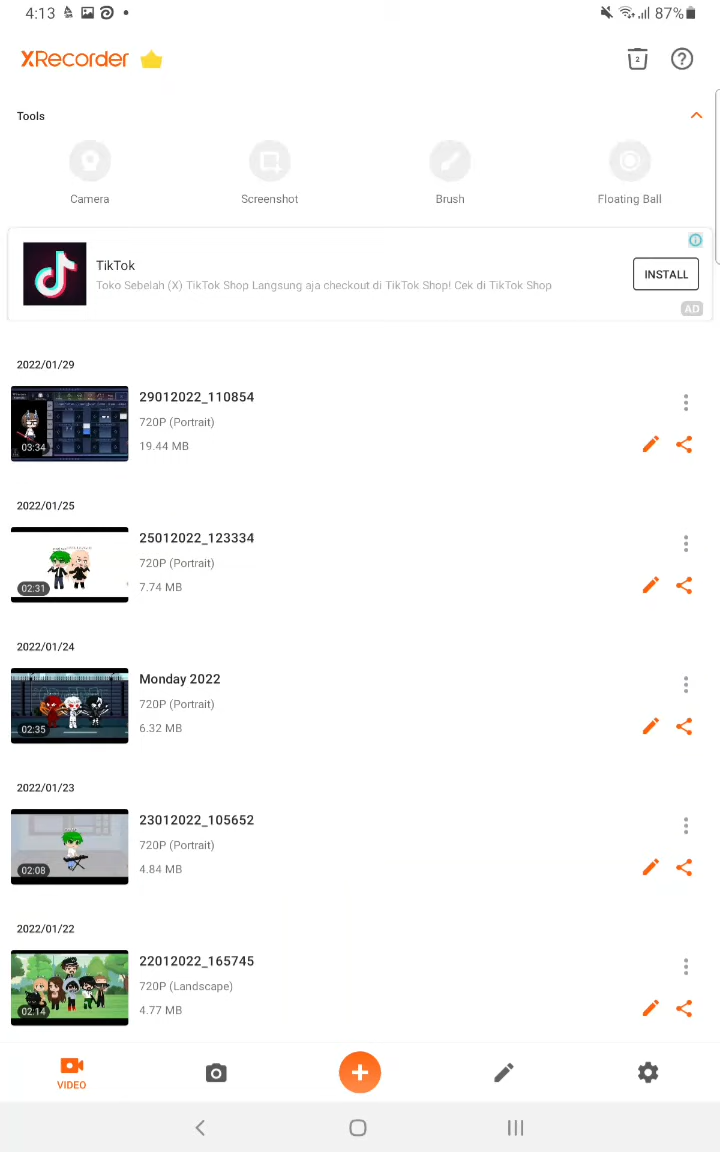 4:13
87%
XRecorder
2
Tools
Camera
Screenshot
Brush
Floating Ball
TikTok
Toko Sebelah (X) TikTok Shop Langsung aja checkout di TikTok Shop! Cek di TikTok Shop
INSTALL
AD
2022/01/29
29012022_110854
720P (Portrait)
03:34
19.44 MB
2022/01/25
25012022_123334
720P (Portrait)
02:31
7.74 MB
2022/01/24
Monday 2022
720P (Portrait)
02:35
6.32 MB
2022/01/23
23012022_105652
720P (Portrait)
02:08
4.84 MB
2022/01/22
22012022_165745
720P (Landscape)
02:14
4.77 MB
VIDEO